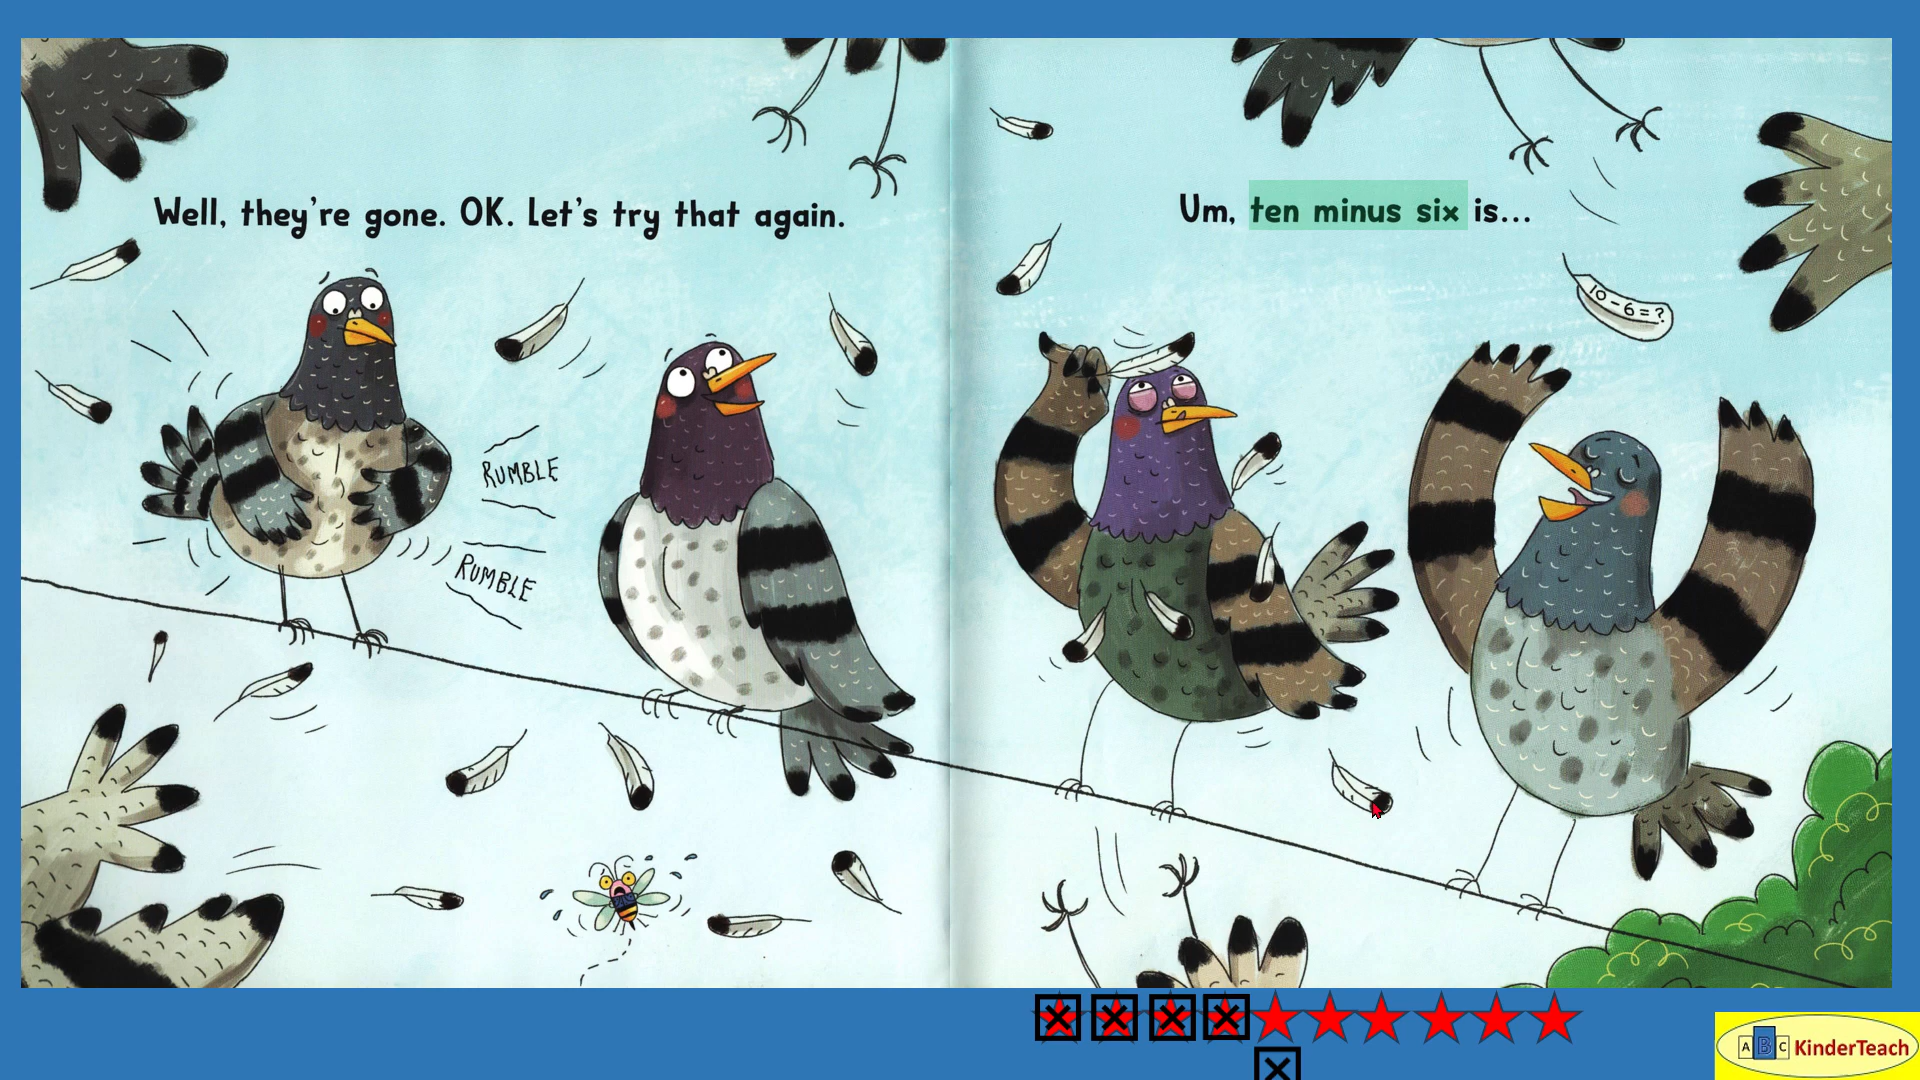 Well, they're gone. OK. Let's try that again.
Um, ten minus six is...
10-6=?
RUMBLE
RUMBLE
A B C KinderTeach